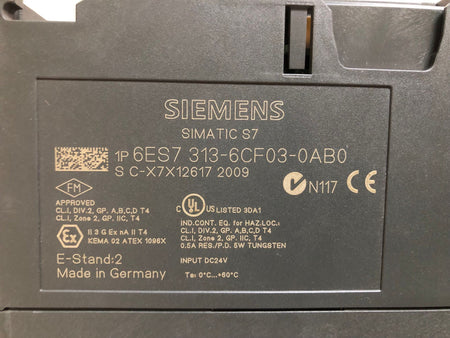 SIEMENS
SIMATIC S7
1P 6ES7 313-6CF03-0AB0
S C-X7X12617 2009
FM
APPROVED
CL.I, DIV.2, GP. A,B,C,D T4
CL.I, Zone 2, GP. IIC, T4
Ex II 3 G Ex nA II T4
KEMA 02 ATEX 1096X
E-Stand:2
Made in Germany
N117
C UL US LISTED 3DA1
IND.CONT. EQ. for HAZ.LOC.:
CL.I, DIV.2, GP. A,B,C,D T4
CL.I, Zone 2, GP. IIC T4
0.5A RES./P.D. 5W TUNGSTEN
INPUT DC24V
Ta: 0°C...+60°C